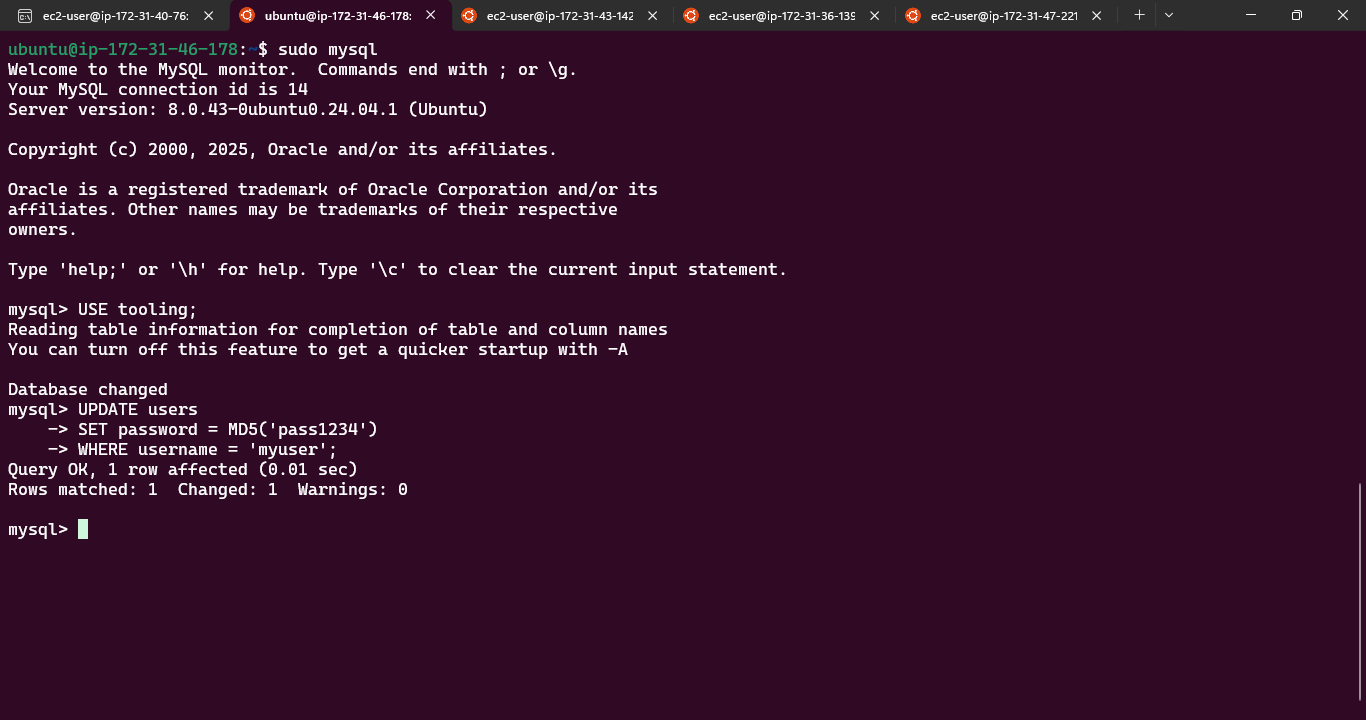 ec2-user@ip-172-31-40-76:
ubuntu@ip-172-31-46-178:
ec2-user@ip-172-31-43-142
ec2-user@ip-172-31-36-139
ec2-user@ip-172-31-47-221
ubuntu@ip-172-31-46-178:~$ sudo mysql
Welcome to the MySQL monitor.  Commands end with ; or \g.
Your MySQL connection id is 14
Server version: 8.0.43-0ubuntu0.24.04.1 (Ubuntu)
Copyright (c) 2000, 2025, Oracle and/or its affiliates.
Oracle is a registered trademark of Oracle Corporation and/or its
affiliates. Other names may be trademarks of their respective
owners.
Type 'help;' or '\h' for help. Type '\c' to clear the current input statement.
mysql> USE tooling;
Reading table information for completion of table and column names
You can turn off this feature to get a quicker startup with -A
Database changed
mysql> UPDATE users
    -> SET password = MD5('pass1234')
    -> WHERE username = 'myuser';
Query OK, 1 row affected (0.01 sec)
Rows matched: 1  Changed: 1  Warnings: 0
mysql>